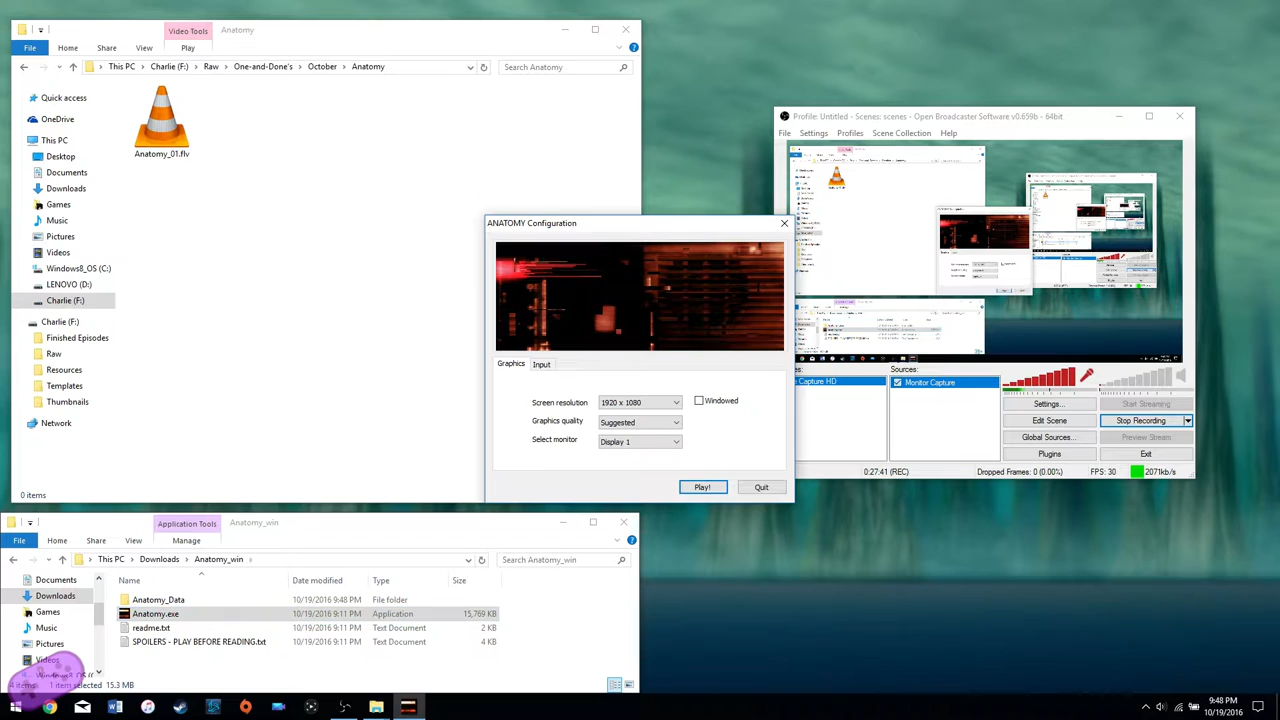 Video Tools
Anatomy
File
Home
Share
View
Play
This PC
Charlie (F:)
Raw
One-and-Done's
October
Anatomy
Search Anatomy
Quick access
OneDrive
This PC
Desktop
Documents
Downloads
Games
Music
Pictures
Videos
Windows8_OS
LENOVO (D:)
Charlie (F:)
Charlie (F:)
Finished Episodes
Raw
Resources
Templates
Thumbnails
Network
Anatomy_01.flv
0 items
Profile: Untitled - Scenes: scenes - Open Broadcaster Software v0.659b - 64bit
File
Settings
Profiles
Scene Collection
Help
Capture HD
Sources:
Monitor Capture
Settings...
Start Streaming
Edit Scene
Stop Recording
Global Sources...
Preview Stream
Plugins
Exit
0:27:41 (REC)
Dropped Frames: 0 (0.00%)
FPS: 30
2071kb/s
ANATOMY Configuration
Graphics
Input
Screen resolution
1920 x 1080
Windowed
Graphics quality
Suggested
Select monitor
Display 1
Play!
Quit
Application Tools
Anatomy_win
File
Home
Share
View
Manage
This PC
Downloads
Anatomy_win
Search Anatomy_win
Documents
Downloads
Games
Music
Pictures
Videos
Name
Date modified
Type
Size
Anatomy_Data
10/19/2016 9:48 PM
File folder
Anatomy.exe
10/19/2016 9:11 PM
Application
15,769 KB
readme.txt
10/19/2016 9:11 PM
Text Document
2 KB
SPOILERS - PLAY BEFORE READING.txt
10/19/2016 9:11 PM
Text Document
4 KB
items
1 item selected
15.3 MB
9:48 PM
10/19/2016